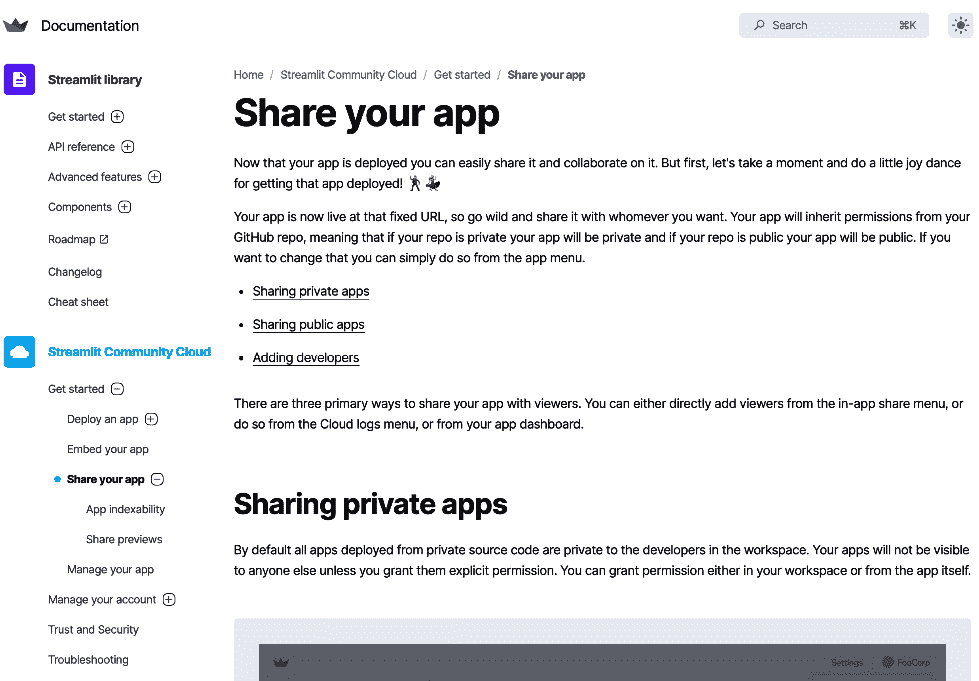 Documentation
Search
⌘K
Streamlit library
Get started
API reference
Advanced features
Components
Roadmap
Changelog
Cheat sheet
Streamlit Community Cloud
Get started
Deploy an app
Embed your app
Share your app
App indexability
Share previews
Manage your app
Manage your account
Trust and Security
Troubleshooting
Home / Streamlit Community Cloud / Get started / Share your app
Share your app
Now that your app is deployed you can easily share it and collaborate on it. But first, let's take a moment and do a little joy dance
for getting that app deployed! 🕺💃
Your app is now live at that fixed URL, so go wild and share it with whomever you want. Your app will inherit permissions from your
GitHub repo, meaning that if your repo is private your app will be private and if your repo is public your app will be public. If you
want to change that you can simply do so from the app menu.
• Sharing private apps
• Sharing public apps
• Adding developers
There are three primary ways to share your app with viewers. You can either directly add viewers from the in-app share menu, or
do so from the Cloud logs menu, or from your app dashboard.
Sharing private apps
By default all apps deployed from private source code are private to the developers in the workspace. Your apps will not be visible
to anyone else unless you grant them explicit permission. You can grant permission either in your workspace or from the app itself.
Settings
FooCorp